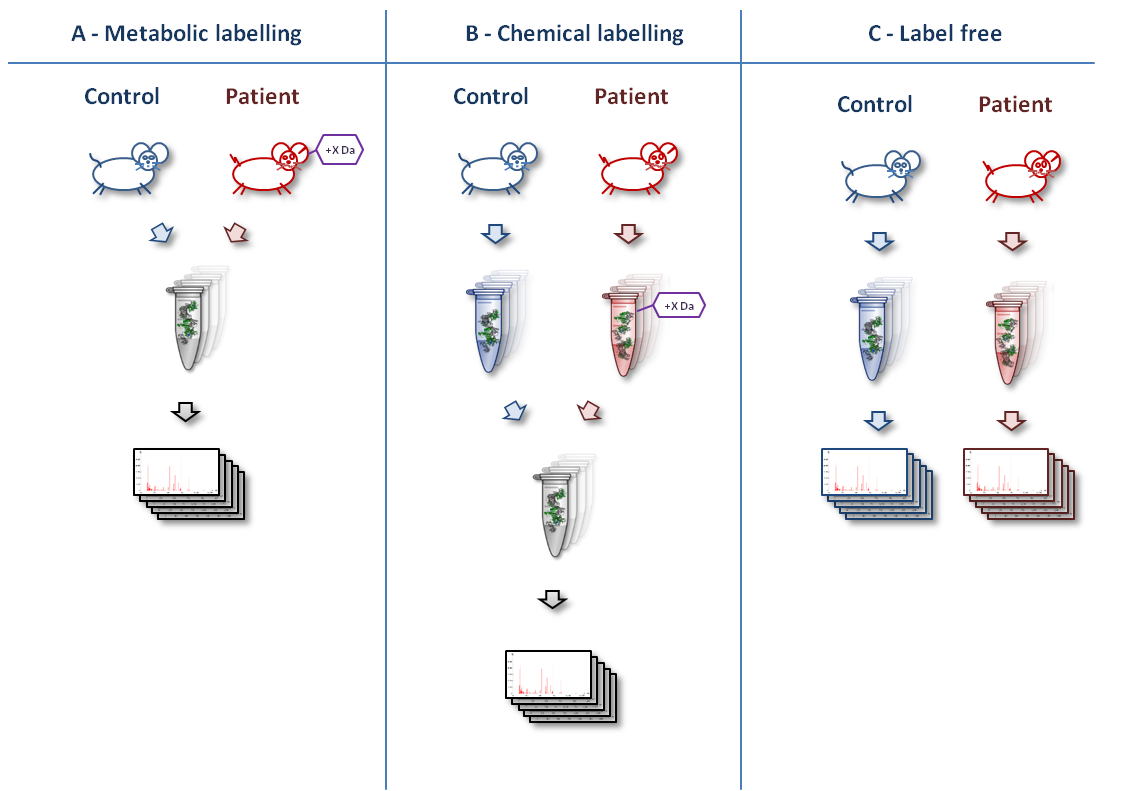 A - Metabolic labelling
B - Chemical labelling
C - Label free
Control
Patient
Control
Patient
Control
Patient
+X Da
+X Da